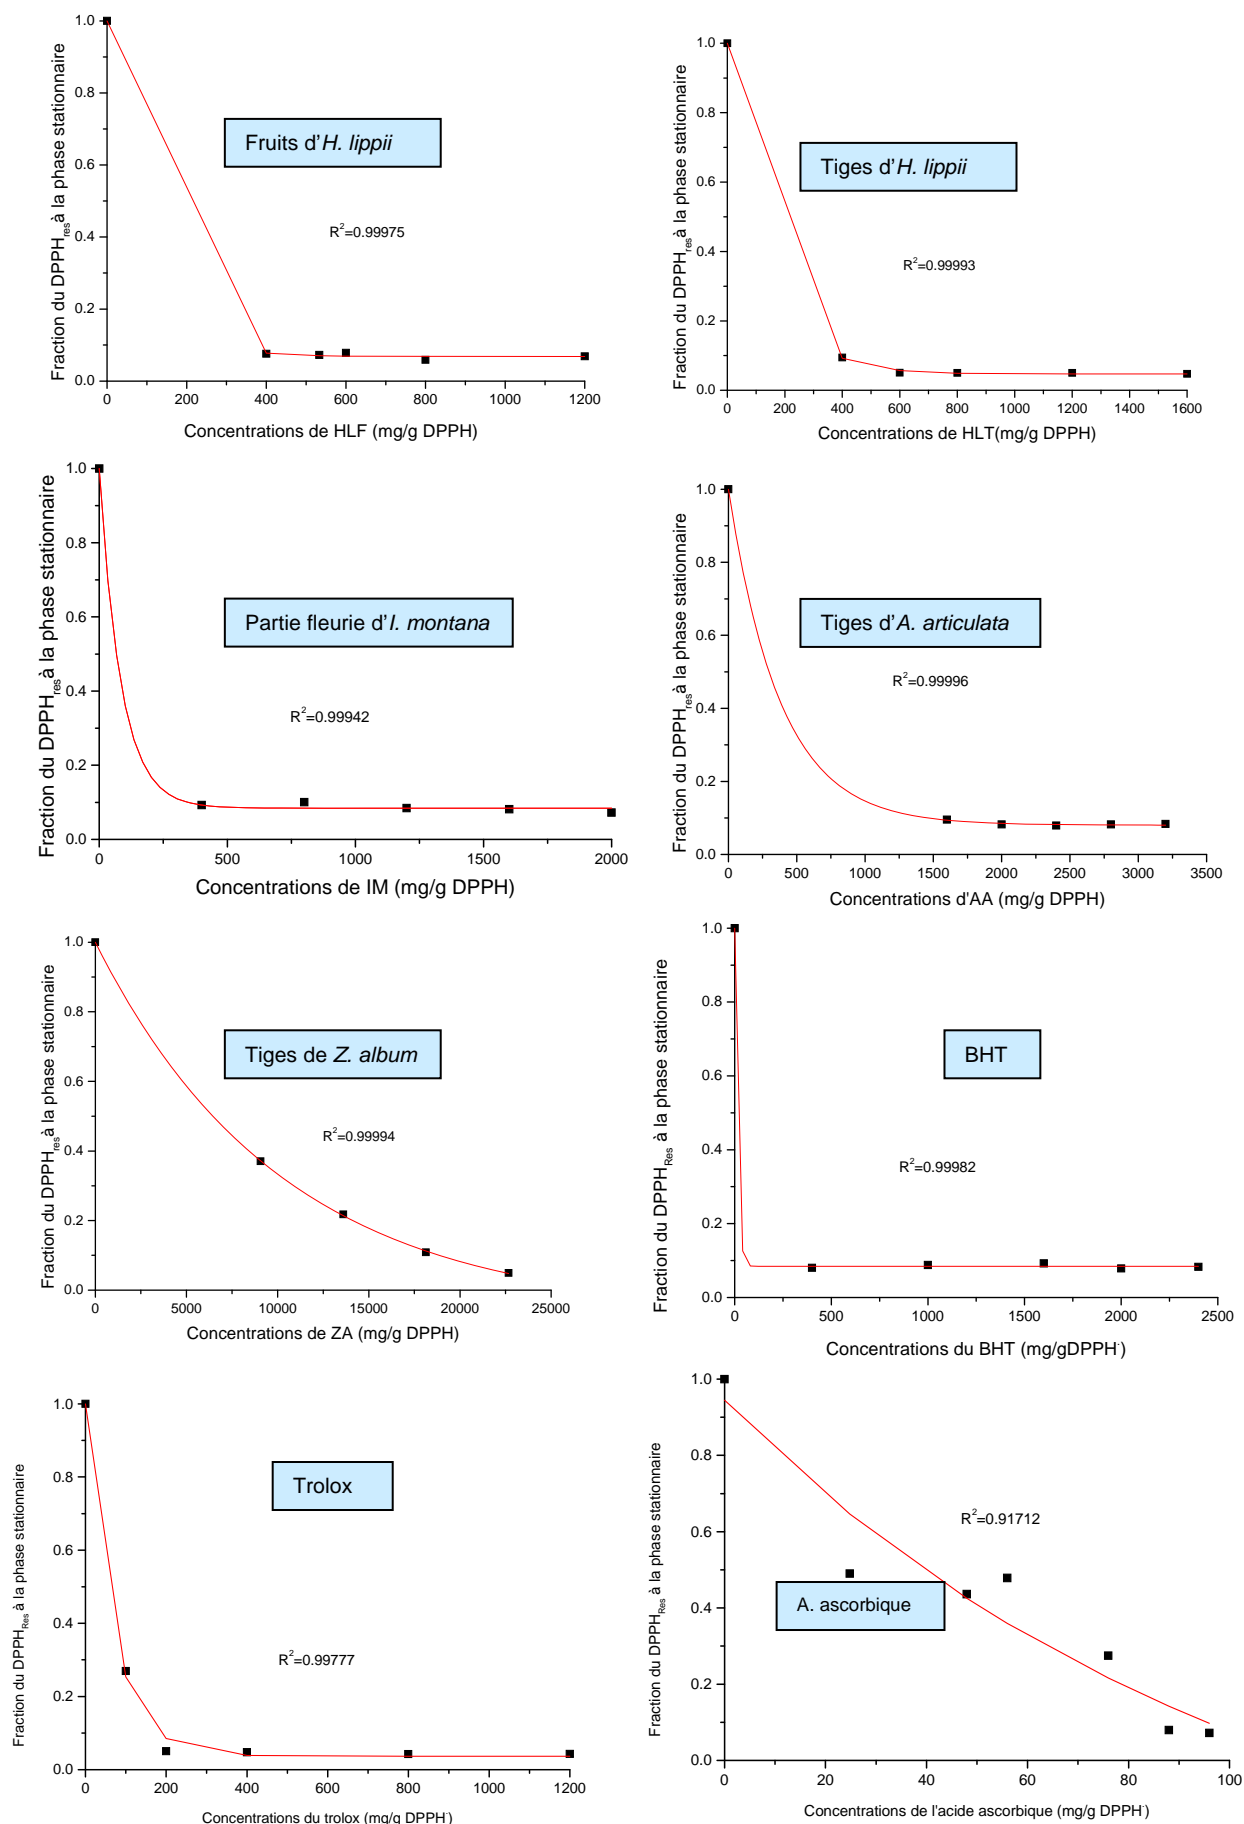 Fraction du DPPHres à la phase stationnaire
1.0
0.8
0.6
0.4
0.2
0.0
Fruits d'H. lippii
R2=0.99975
0 200 400 600 800 1000 1200
Concentrations de HLF (mg/g DPPH)
Fraction du DPPHres à la phase stationnaire
1.0
0.8
0.6
0.4
0.2
0.0
Tiges d'H. lippii
R2=0.99993
0 200 400 600 800 1000 1200 1400 1600
Concentrations de HLT(mg/g DPPH)
Fraction du DPPHres à la phase stationnaire
1.0
0.8
0.6
0.4
0.2
0.0
Partie fleurie d'I. montana
R2=0.99942
0 500 1000 1500 2000
Concentrations de IM (mg/g DPPH)
Fraction du DPPHres à la phase stationnaire
1.0
0.8
0.6
0.4
0.2
0.0
Tiges d'A. articulata
R2=0.99996
0 500 1000 1500 2000 2500 3000 3500
Concentrations d'AA (mg/g DPPH)
Fraction du DPPHres à la phase stationnaire
1.0
0.8
0.6
0.4
0.2
0.0
Tiges de Z. album
R2=0.99994
0 5000 10000 15000 20000 25000
Concentrations de ZA (mg/g DPPH)
Fraction du DPPHRes à la phase stationnaire
1.0
0.8
0.6
0.4
0.2
0.0
BHT
R2=0.99982
0 500 1000 1500 2000 2500
Concentrations du BHT (mg/gDPPH·)
Fraction du DPPHRes à la phase stationnaire
1.0
0.8
0.6
0.4
0.2
0.0
Trolox
R2=0.99777
0 200 400 600 800 1000 1200
Concentrations du trolox (mg/g DPPH·)
Fraction du DPPHRes à la phase stationnaire
1.0
0.8
0.6
0.4
0.2
0.0
R2=0.91712
A. ascorbique
0 20 40 60 80 100
Concentrations de l'acide ascorbique (mg/g DPPH·)